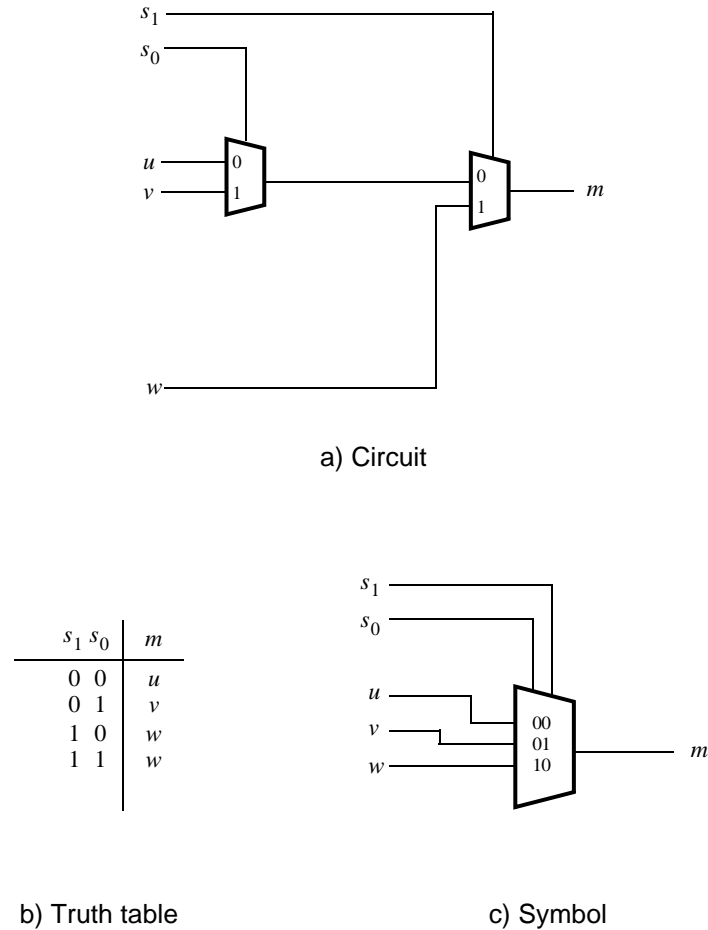 s1
s0
u
v
0
1
0
1
m
w
a) Circuit
s1 s0 m
0 0 u
0 1 v
1 0 w
1 1 w
b) Truth table
s1
s0
u
v
w
00
01
10
m
c) Symbol